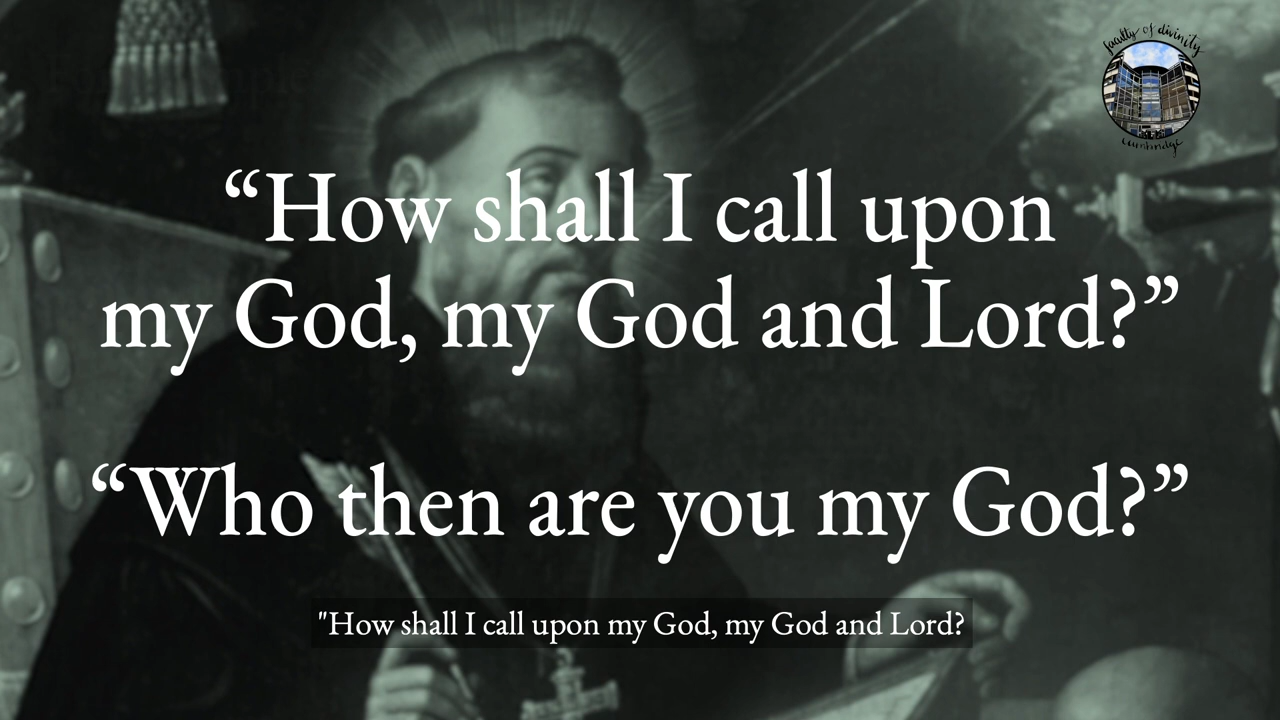 faculty of divinity
cambridge
“How shall I call upon
my God, my God and Lord?”
“Who then are you my God?”
"How shall I call upon my God, my God and Lord?